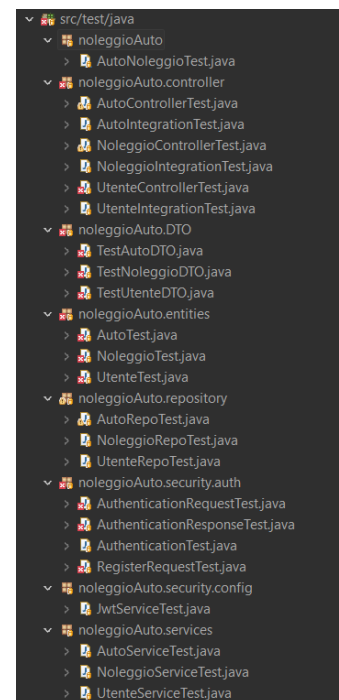 src/test/java
noleggioAuto
AutoNoleggioTest.java
noleggioAuto.controller
AutoControllerTest.java
AutoIntegrationTest.java
NoleggioControllerTest.java
NoleggioIntegrationTest.java
UtenteControllerTest.java
UtenteIntegrationTest.java
noleggioAuto.DTO
TestAutoDTO.java
TestNoleggioDTO.java
TestUtenteDTO.java
noleggioAuto.entities
AutoTest.java
NoleggioTest.java
UtenteTest.java
noleggioAuto.repository
AutoRepoTest.java
NoleggioRepoTest.java
UtenteRepoTest.java
noleggioAuto.security.auth
AuthenticationRequestTest.java
AuthenticationResponseTest.java
AuthenticationTest.java
RegisterRequestTest.java
noleggioAuto.security.config
JwtServiceTest.java
noleggioAuto.services
AutoServiceTest.java
NoleggioServiceTest.java
UtenteServiceTest.java